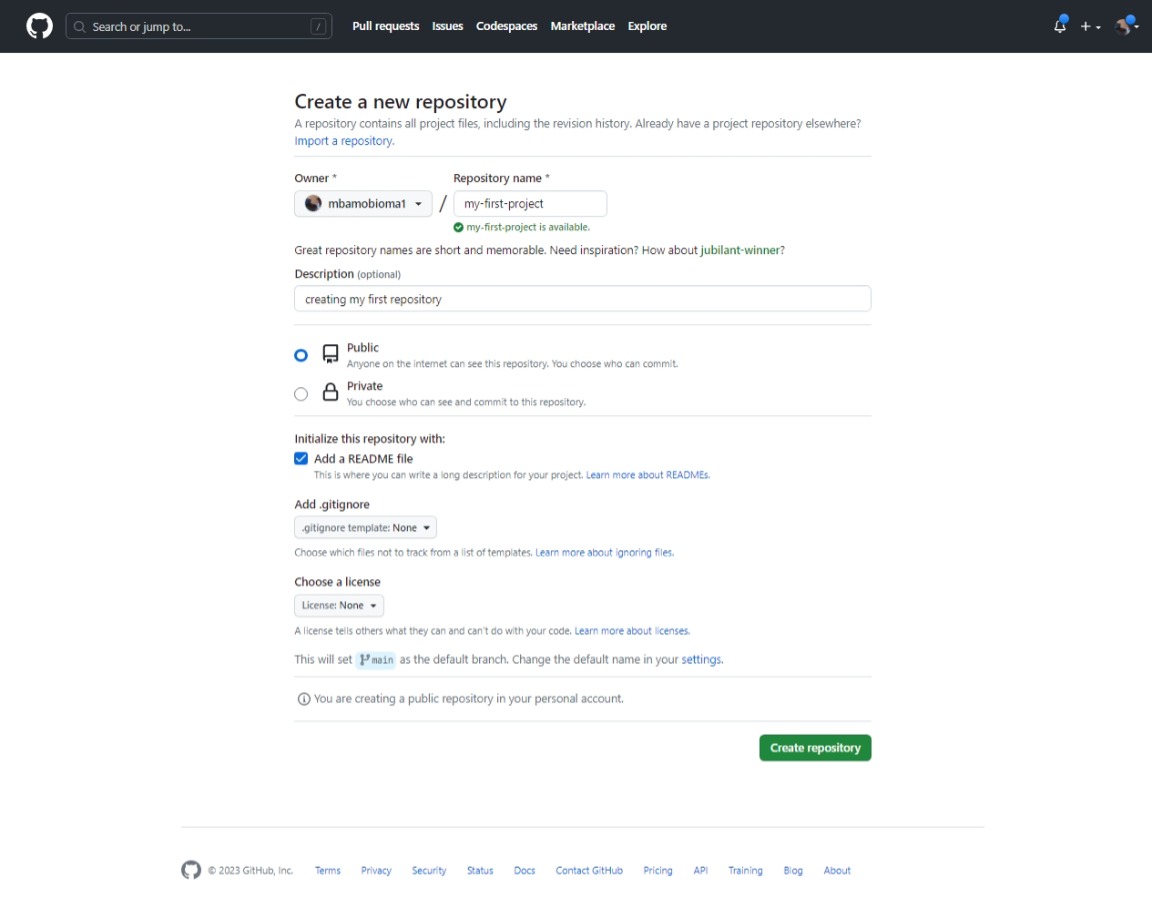 Search or jump to... /
Pull requests Issues Codespaces Marketplace Explore
Create a new repository
A repository contains all project files, including the revision history. Already have a project repository elsewhere?
Import a repository.
Owner * Repository name *
mbamobioma1 / my-first-project
my-first-project is available.
Great repository names are short and memorable. Need inspiration? How about jubilant-winner?
Description (optional)
creating my first repository
Public
Anyone on the internet can see this repository. You choose who can commit.
Private
You choose who can see and commit to this repository.
Initialize this repository with:
Add a README file
This is where you can write a long description for your project. Learn more about READMEs.
Add .gitignore
.gitignore template: None
Choose which files not to track from a list of templates. Learn more about ignoring files.
Choose a license
License: None
A license tells others what they can and can't do with your code. Learn more about licenses.
This will set main as the default branch. Change the default name in your settings.
You are creating a public repository in your personal account.
Create repository
© 2023 GitHub, Inc. Terms Privacy Security Status Docs Contact GitHub Pricing API Training Blog About